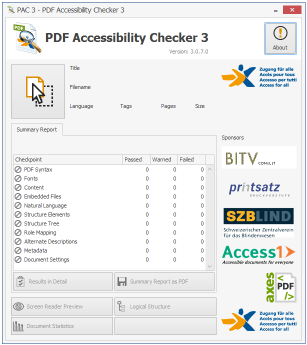 PAC 3 - PDF Accessibility Checker 3
PDF Accessibility Checker 3
Version: 3.0.7.0
About
Title
Filename
Language Tags Pages Size
Zugang für alle
Accès pour tous
Accesso per tutti
Access for all
Summary Report
Checkpoint Passed Warned Failed
PDF Syntax 0 0 0
Fonts 0 0 0
Content 0 0 0
Embedded Files 0 0 0
Natural Language 0 0 0
Structure Elements 0 0 0
Structure Tree 0 0 0
Role Mapping 0 0 0
Alternate Descriptions 0 0 0
Metadata 0 0 0
Document Settings 0 0 0
Results in Detail
Summary Report as PDF
Screen Reader Preview
Logical Structure
Document Statistics
Sponsors
BITV CONSULT
printsatz
SZBLIND
Schweizerischer Zentralverein
für das Blindenwesen
Access1
Accessible documents for everyone
axes
PDF
</>
Zugang für alle
Accès pour tous
Accesso per tutti
Access for all